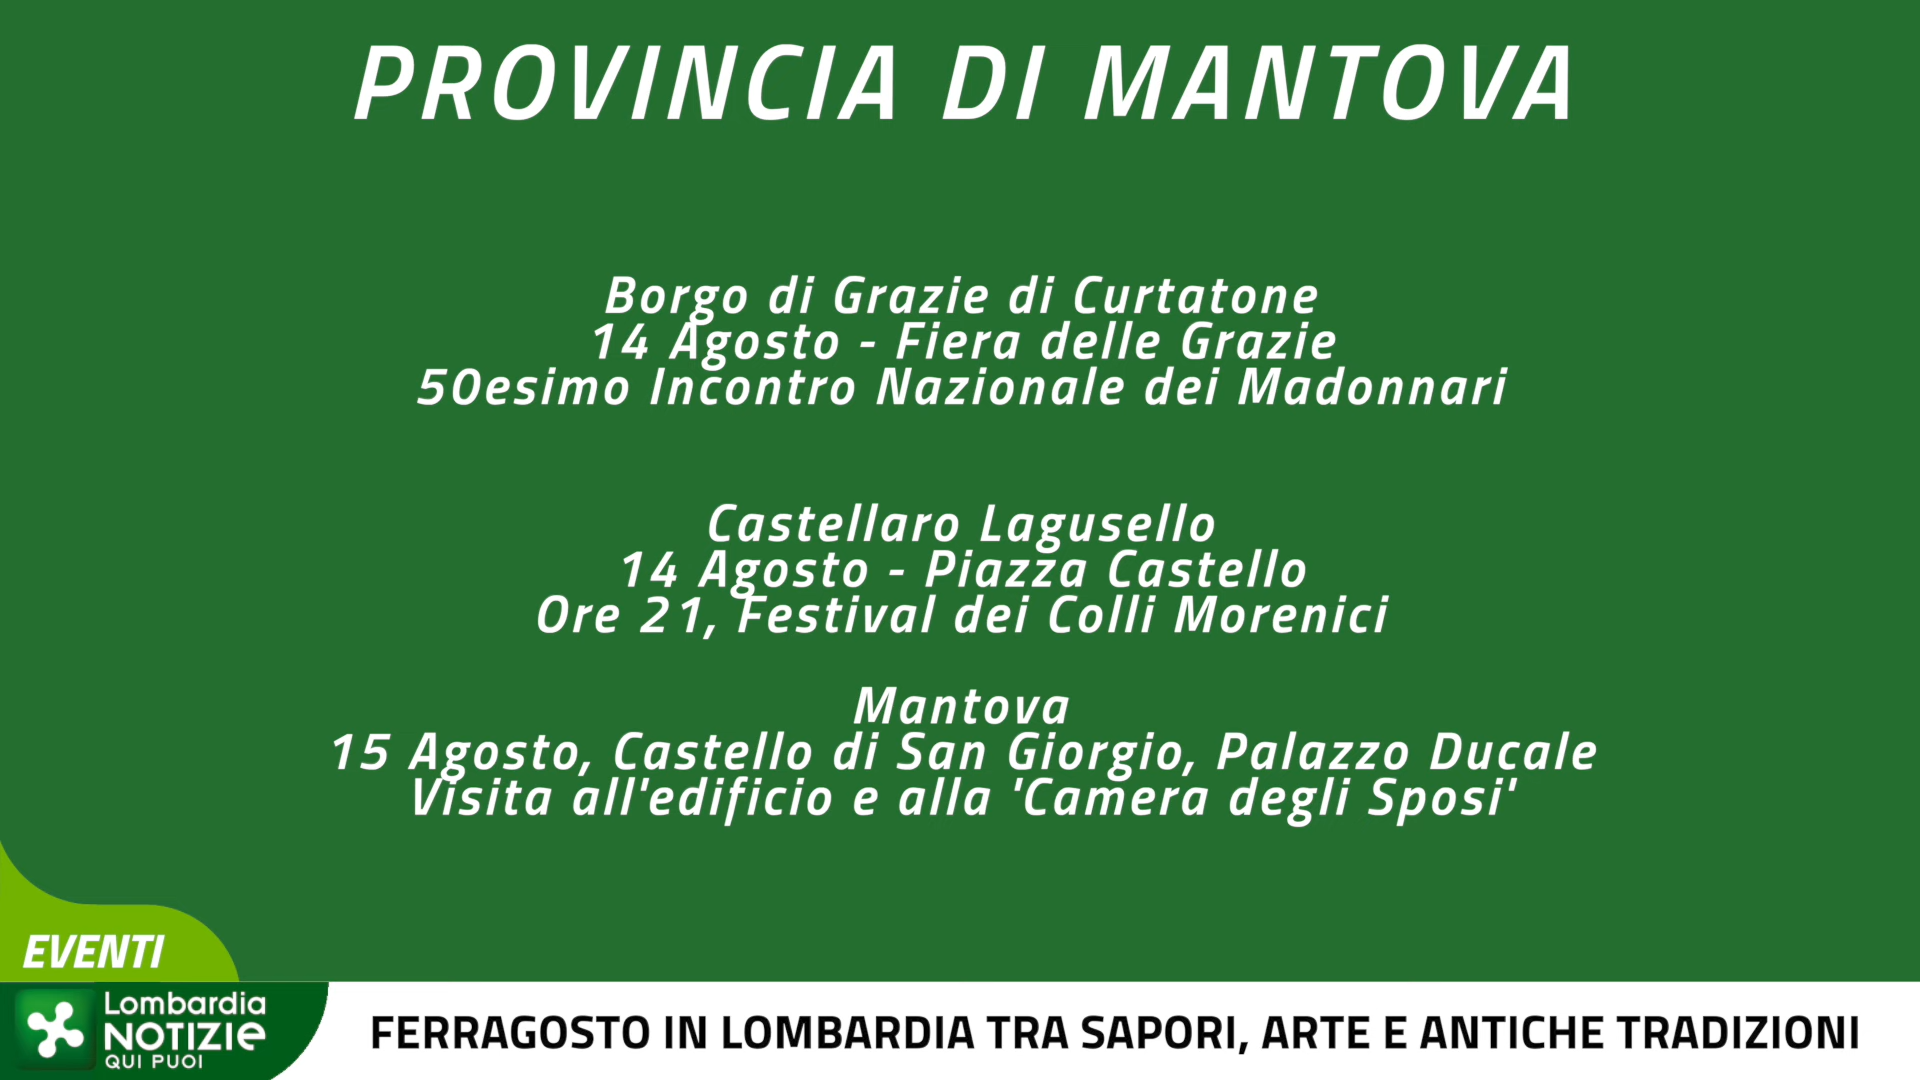 PROVINCIA DI MANTOVA
Borgo di Grazie di Curtatone
14 Agosto - Fiera delle Grazie
50esimo Incontro Nazionale dei Madonnari
Castellaro Lagusello
14 Agosto - Piazza Castello
Ore 21, Festival dei Colli Morenici
Mantova
15 Agosto, Castello di San Giorgio, Palazzo Ducale
Visita all'edificio e alla 'Camera degli Sposi'
EVENTI
Lombardia
NOTIZIE
QUI PUOI
FERRAGOSTO IN LOMBARDIA TRA SAPORI, ARTE E ANTICHE TRADIZIONI